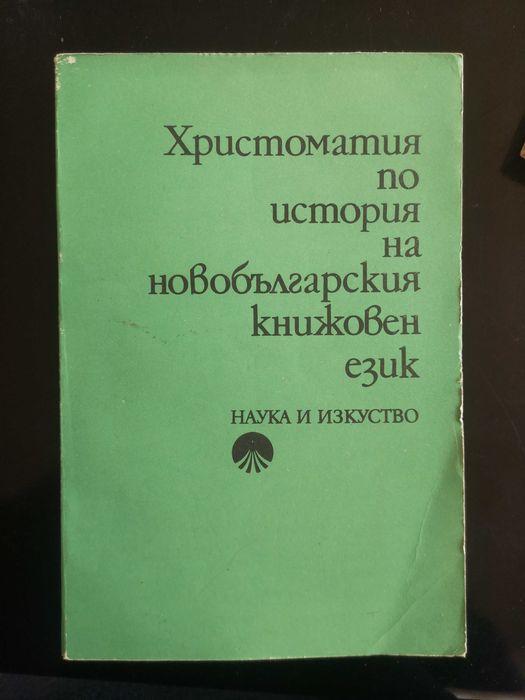 Христоматия
по
история
на
новобългарския
книжовен
език
НАУКА И ИЗКУСТВО